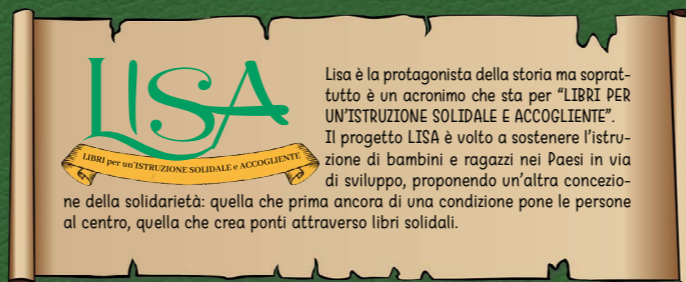 LISA
LIBRI per un'ISTRUZIONE SOLIDALE e ACCOGLIENTE
Lisa è la protagonista della storia ma soprat-
tutto è un acronimo che sta per “LIBRI PER
UN'ISTRUZIONE SOLIDALE E ACCOGLIENTE”.
Il progetto LISA è volto a sostenere l'istru-
zione di bambini e ragazzi nei Paesi in via
di sviluppo, proponendo un'altra concezio-
ne della solidarietà: quella che prima ancora di una condizione pone le persone
al centro, quella che crea ponti attraverso libri solidali.